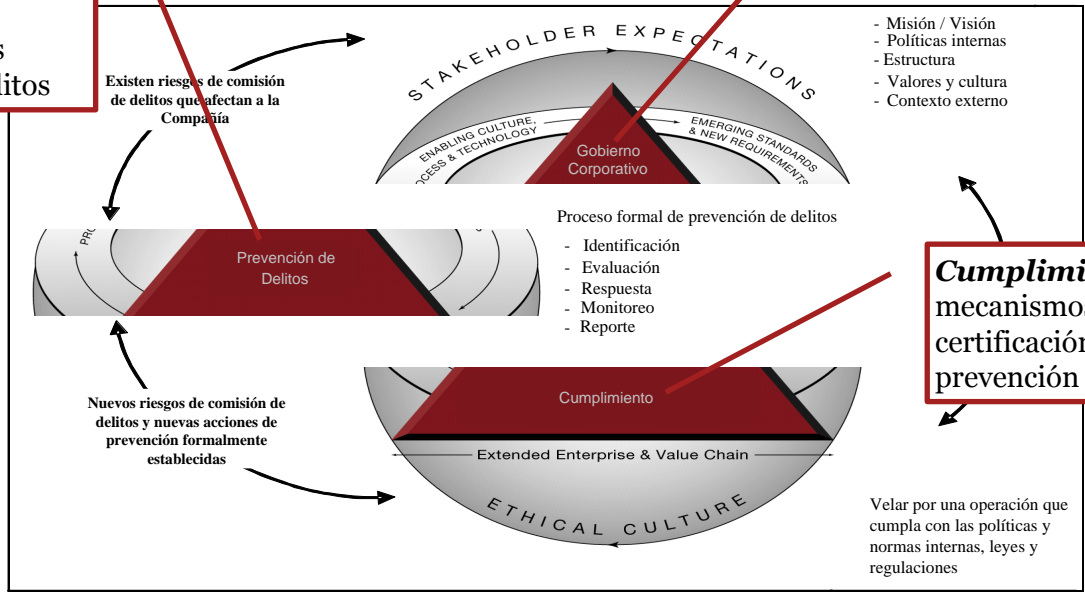 litos
Existen riesgos de comisión
de delitos que afectan a la
Compañía
STAKEHOLDER EXPECTATIONS
ENABLING CULTURE,
PROCESS & TECHNOLOGY
EMERGING STANDARDS
& NEW REQUIREMENTS
Gobierno
Corporativo
- Misión / Visión
- Políticas internas
- Estructura
- Valores y cultura
- Contexto externo
Prevención de
Delitos
Proceso formal de prevención de delitos
- Identificación
- Evaluación
- Respuesta
- Monitoreo
- Reporte
Nuevos riesgos de comisión de
delitos y nuevas acciones de
prevención formalmente
establecidas
Cumplimi
mecanismos
certificación
prevención
Cumplimiento
Extended Enterprise & Value Chain
ETHICAL CULTURE
Velar por una operación que
cumpla con las políticas y
normas internas, leyes y
regulaciones